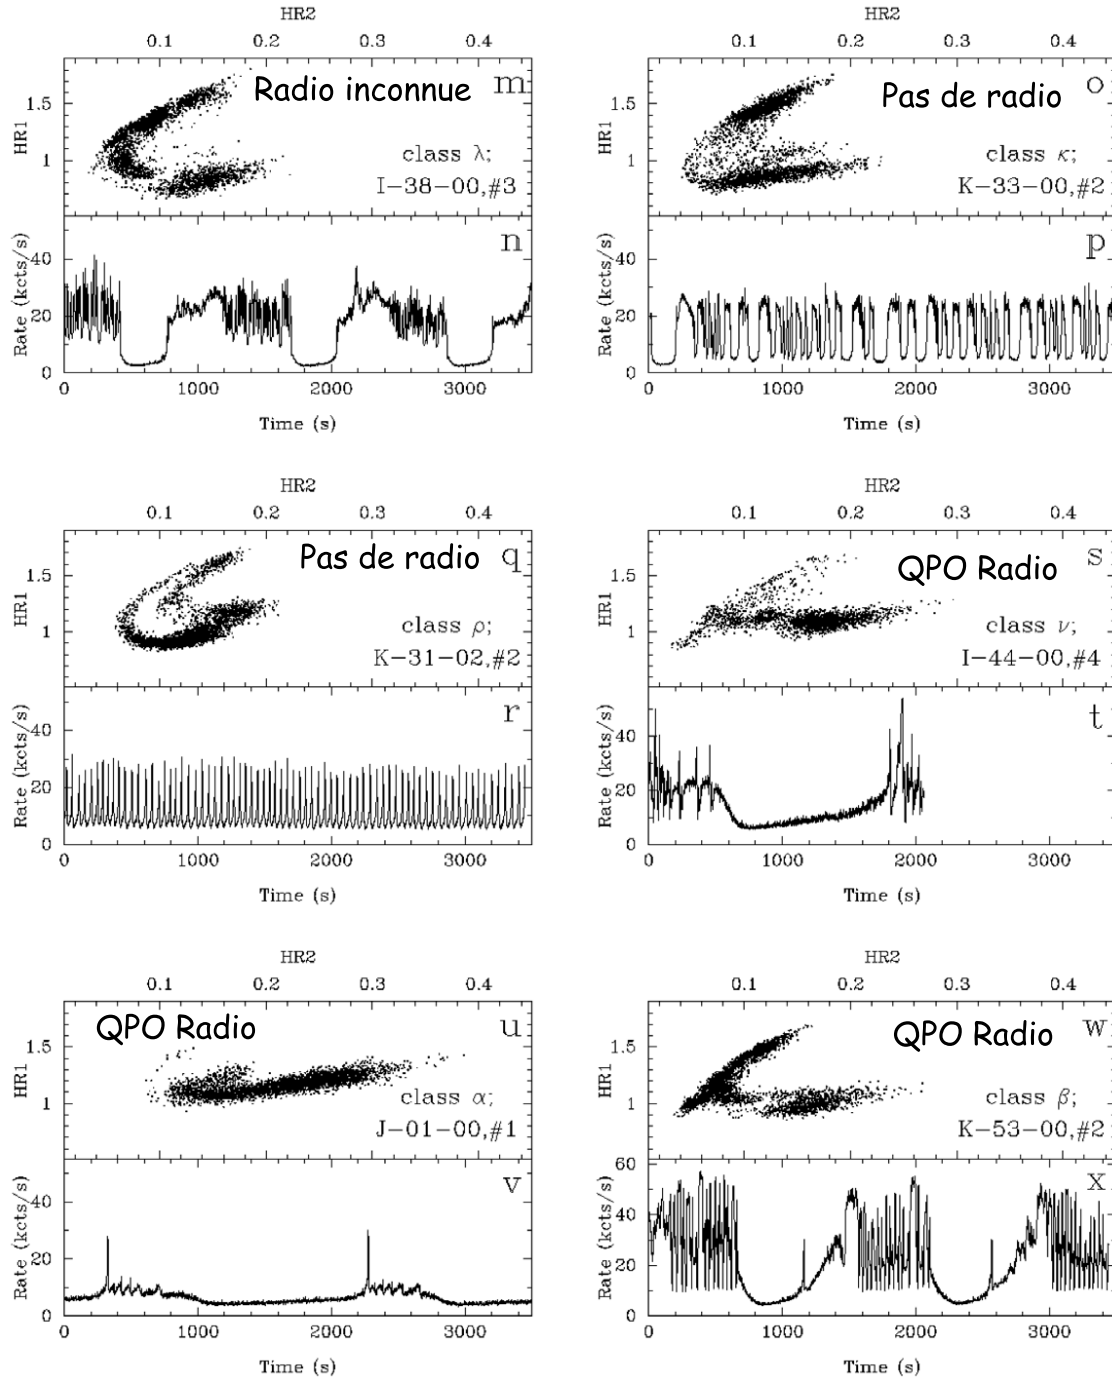 HR2
0.1 0.2 0.3 0.4
HR1
1.5
1
Radio inconnue
m
class λ;
I-38-00,#3
Rate (kcts/s)
40
20
0
n
0 1000 2000 3000
Time (s)
HR2
0.1 0.2 0.3 0.4
HR1
1.5
1
Pas de radio
o
class κ;
K-33-00,#2
Rate (kcts/s)
40
20
0
p
0 1000 2000 3000
Time (s)
HR2
0.1 0.2 0.3 0.4
HR1
1.5
1
Pas de radio
q
class ρ;
K-31-02,#2
Rate (kcts/s)
40
20
0
r
0 1000 2000 3000
Time (s)
HR2
0.1 0.2 0.3 0.4
HR1
1.5
1
QPO Radio
s
class ν;
I-44-00,#4
Rate (kcts/s)
40
20
0
t
0 1000 2000 3000
Time (s)
HR2
0.1 0.2 0.3 0.4
HR1
1.5
1
QPO Radio
u
class α;
J-01-00,#1
Rate (kcts/s)
40
20
0
v
0 1000 2000 3000
Time (s)
HR2
0.1 0.2 0.3 0.4
HR1
1.5
1
QPO Radio
w
class β;
K-53-00,#2
Rate (kcts/s)
60
40
20
0
x
0 1000 2000 3000
Time (s)